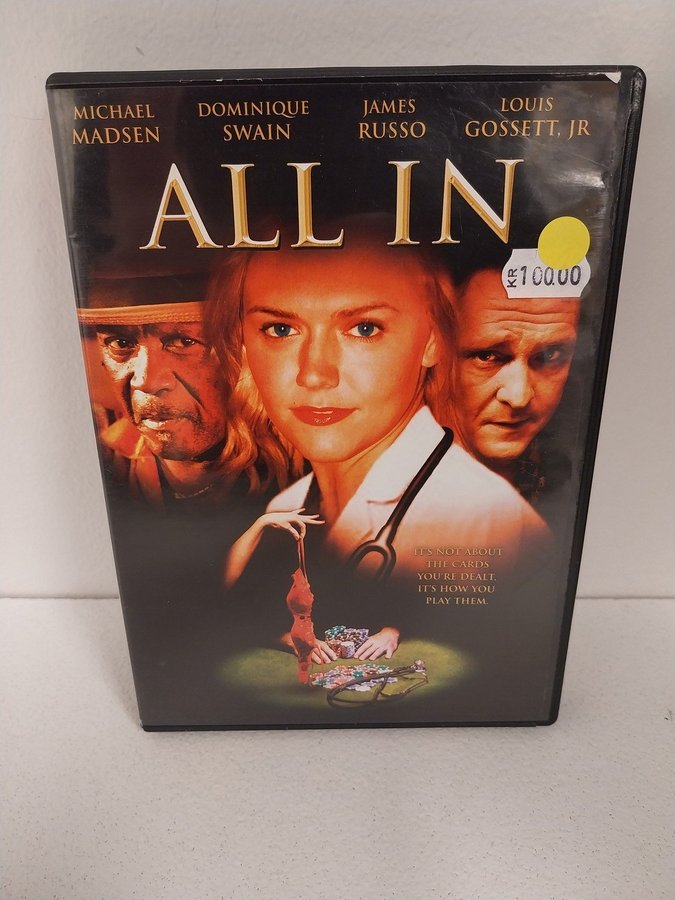 MICHAEL MADSEN
DOMINIQUE SWAIN
JAMES RUSSO
LOUIS GOSSETT, JR
ALL IN
KR 100.00
IT'S NOT ABOUT
THE CARDS
YOU'RE DEALT,
IT'S HOW YOU
PLAY THEM.